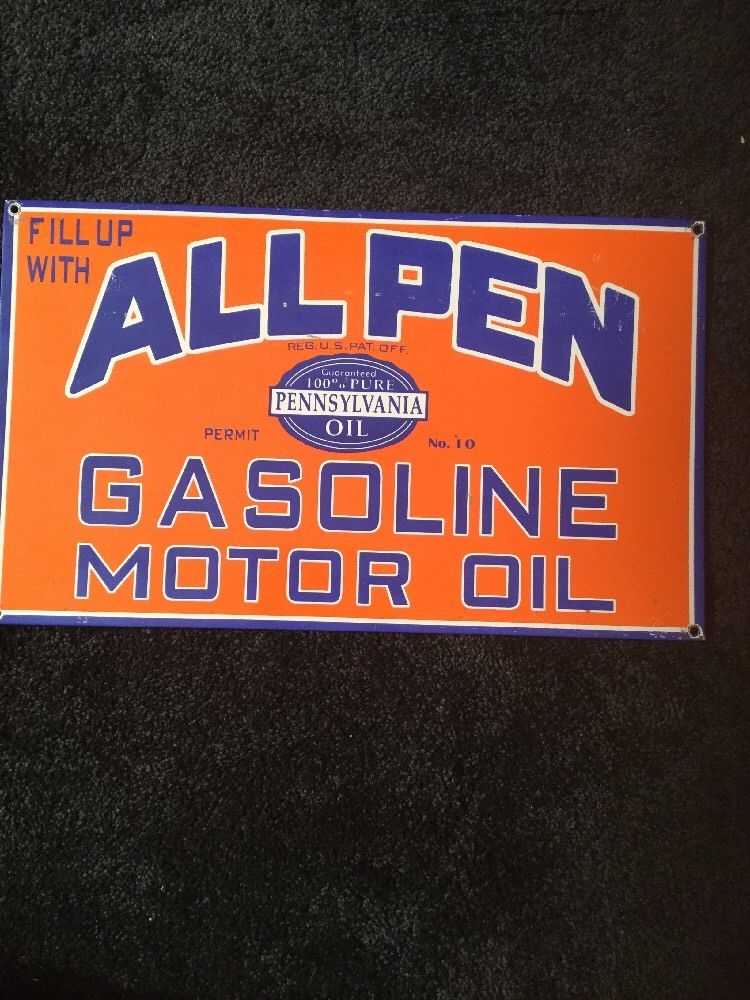 FILL UP
WITH
ALL PEN
REG. U.S. PAT. OFF.
Guaranteed
100% PURE
PENNSYLVANIA
OIL
PERMIT No. 10
GASOLINE
MOTOR OIL